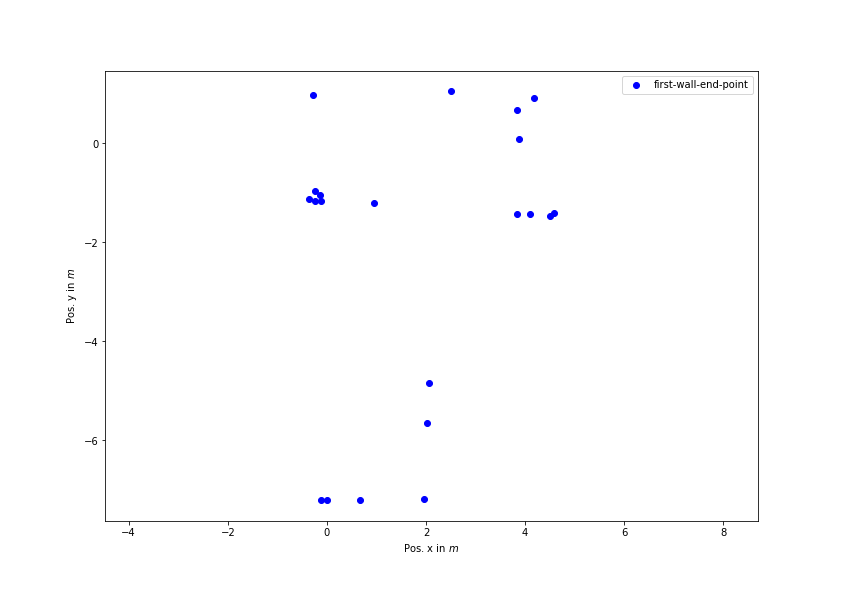 first-wall-end-point
0
−2
−4
−6
−4 −2 0 2 4 6 8
Pos. y in m
Pos. x in m